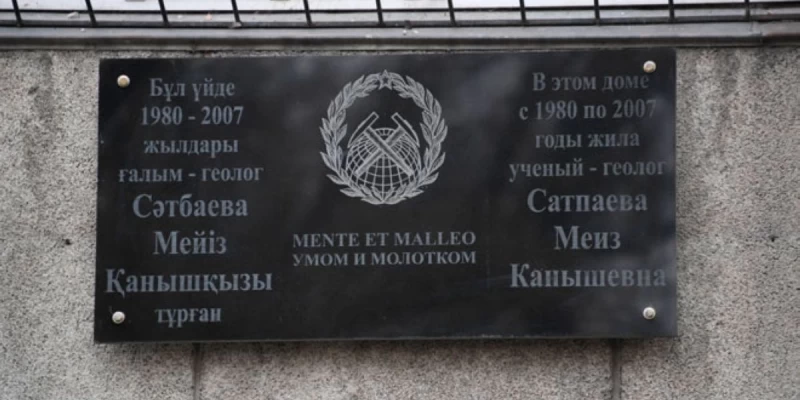 Бұл үйде
1980 - 2007
жылдары
ғалым - геолог
Сәтбаева
Мейіз
Қанышқызы
тұрған
MENTE ET MALLEO
УМОМ И МОЛОТКОМ
В этом доме
с 1980 по 2007
годы жила
ученый - геолог
Сатпаева
Меиз
Канышевна